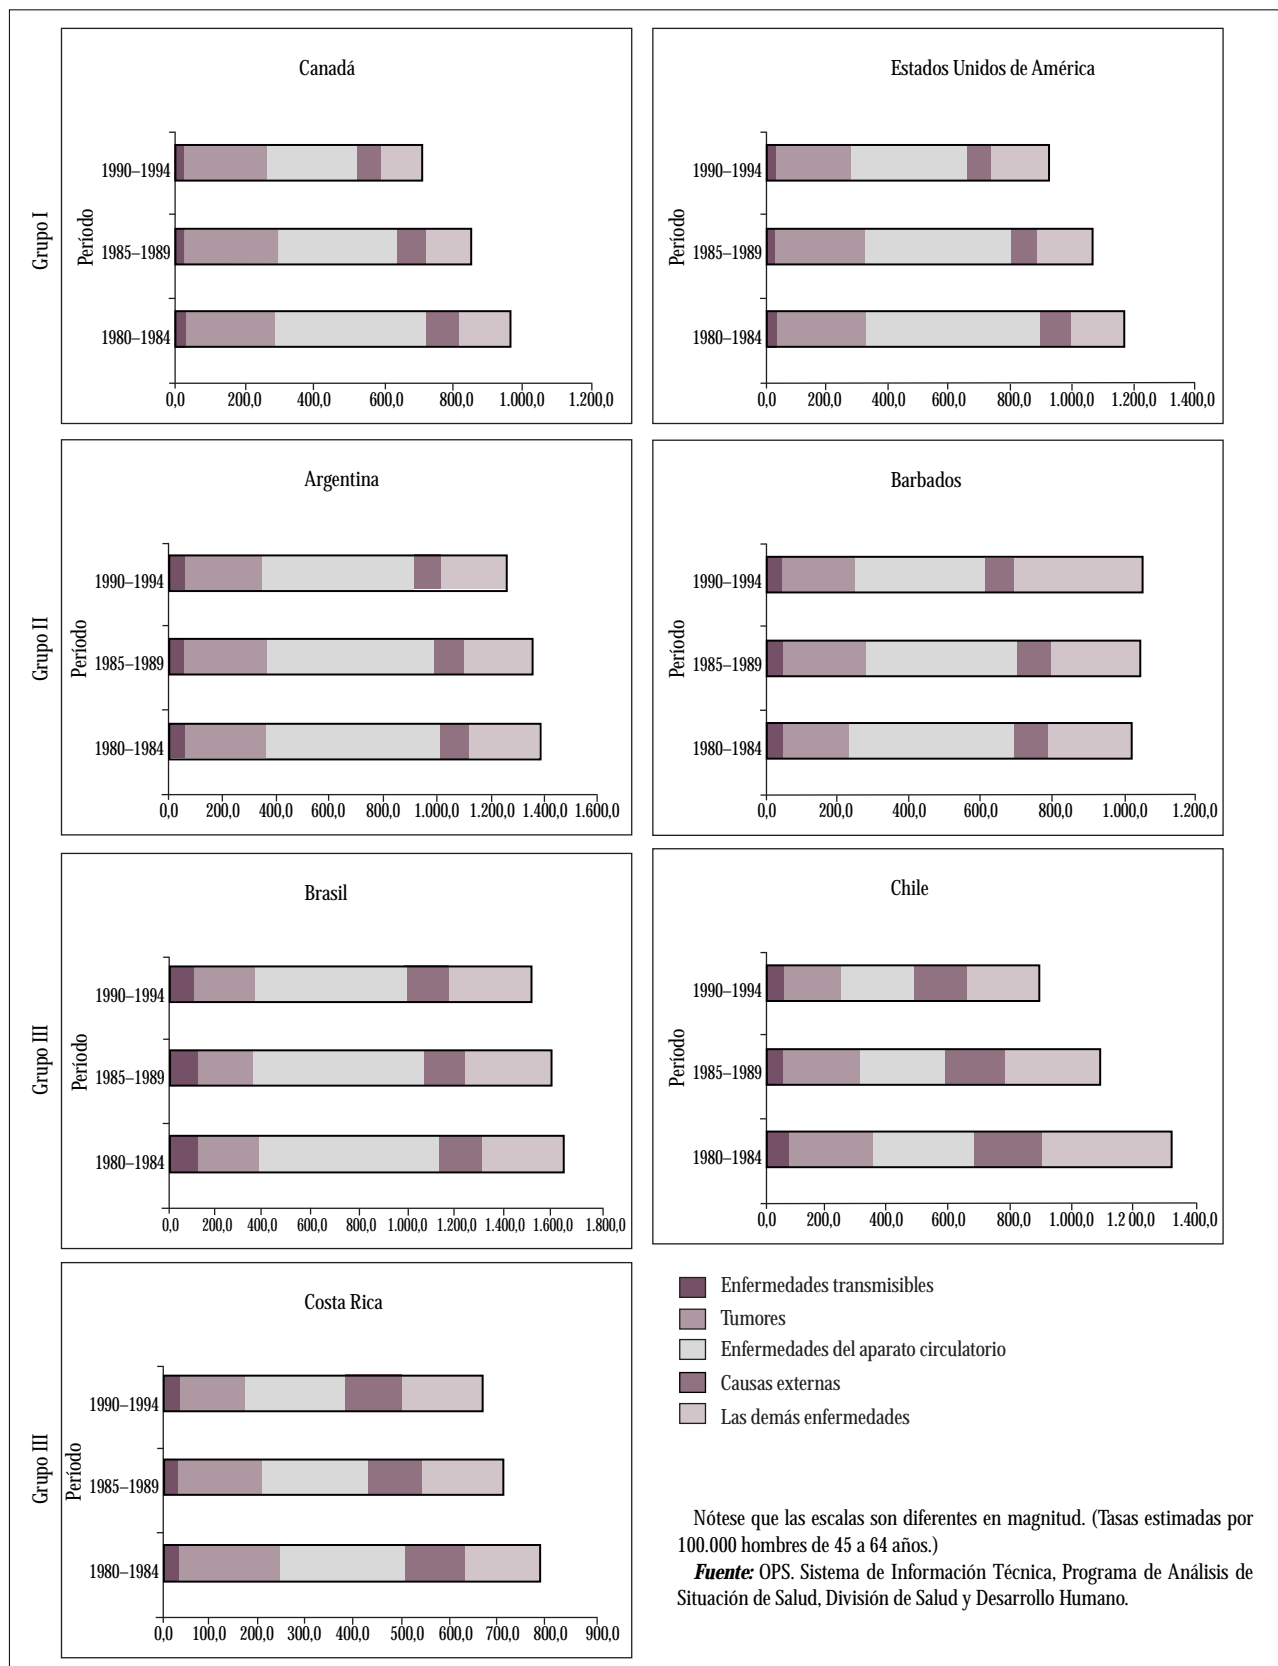 Grupo I
Canadá
Período
1990–1994
1985–1989
1980–1984
0,0 200,0 400,0 600,0 800,0 1.000,0 1.200,0
Estados Unidos de América
Período
1990–1994
1985–1989
1980–1984
0,0 200,0 400,0 600,0 800,0 1.000,0 1.200,0 1.400,0
Grupo II
Argentina
Período
1990–1994
1985–1989
1980–1984
0,0 200,0 400,0 600,0 800,0 1.000,0 1.200,0 1.400,0 1.600,0
Barbados
Período
1990–1994
1985–1989
1980–1984
0,0 200,0 400,0 600,0 800,0 1.000,0 1.200,0
Grupo III
Brasil
Período
1990–1994
1985–1989
1980–1984
0,0 200,0 400,0 600,0 800,0 1.000,0 1.200,0 1.400,0 1.600,0 1.800,0
Chile
Período
1990–1994
1985–1989
1980–1984
0,0 200,0 400,0 600,0 800,0 1.000,0 1.200,0 1.400,0
Grupo III
Costa Rica
Período
1990–1994
1985–1989
1980–1984
0,0 100,0 200,0 300,0 400,0 500,0 600,0 700,0 800,0 900,0
Enfermedades transmisibles
Tumores
Enfermedades del aparato circulatorio
Causas externas
Las demás enfermedades
Nótese que las escalas son diferentes en magnitud. (Tasas estimadas por
100.000 hombres de 45 a 64 años.)
Fuente: OPS. Sistema de Información Técnica, Programa de Análisis de
Situación de Salud, División de Salud y Desarrollo Humano.